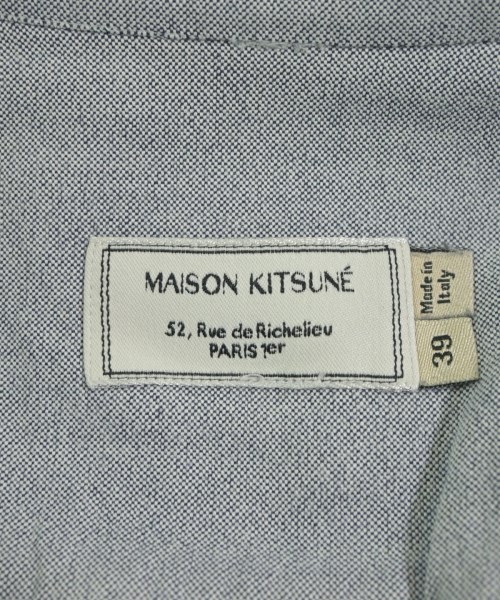 MAISON KITSUNÉ
52, Rue de Richelieu
PARIS 1er
Made in
Italy
39